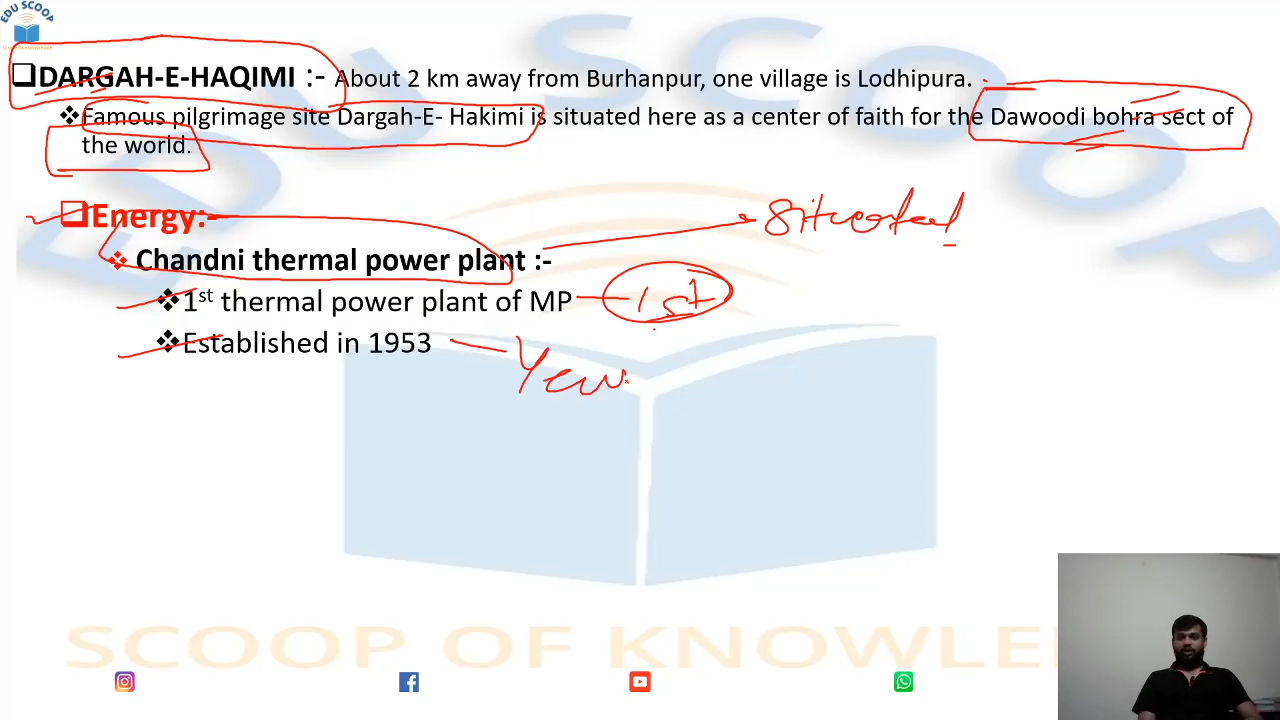 EDU SCOOP
❑DARGAH-E-HAQIMI :- About 2 km away from Burhanpur, one village is Lodhipura.
❖Famous pilgrimage site Dargah-E- Hakimi is situated here as a center of faith for the Dawoodi bohra sect of
the world.
❑Energy:-
situated
❖ Chandni thermal power plant :-
❖1st thermal power plant of MP
1st
❖Established in 1953
Year
EDU SCOOP
SCOOP OF KNOWLE